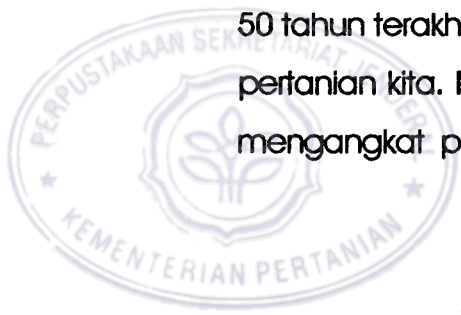 50 tahun terakh
pertanian kita.
mengangkat p
PERPUSTAKAAN SEKRETARIAT JENDERAL
KEMENTERIAN PERTANIAN